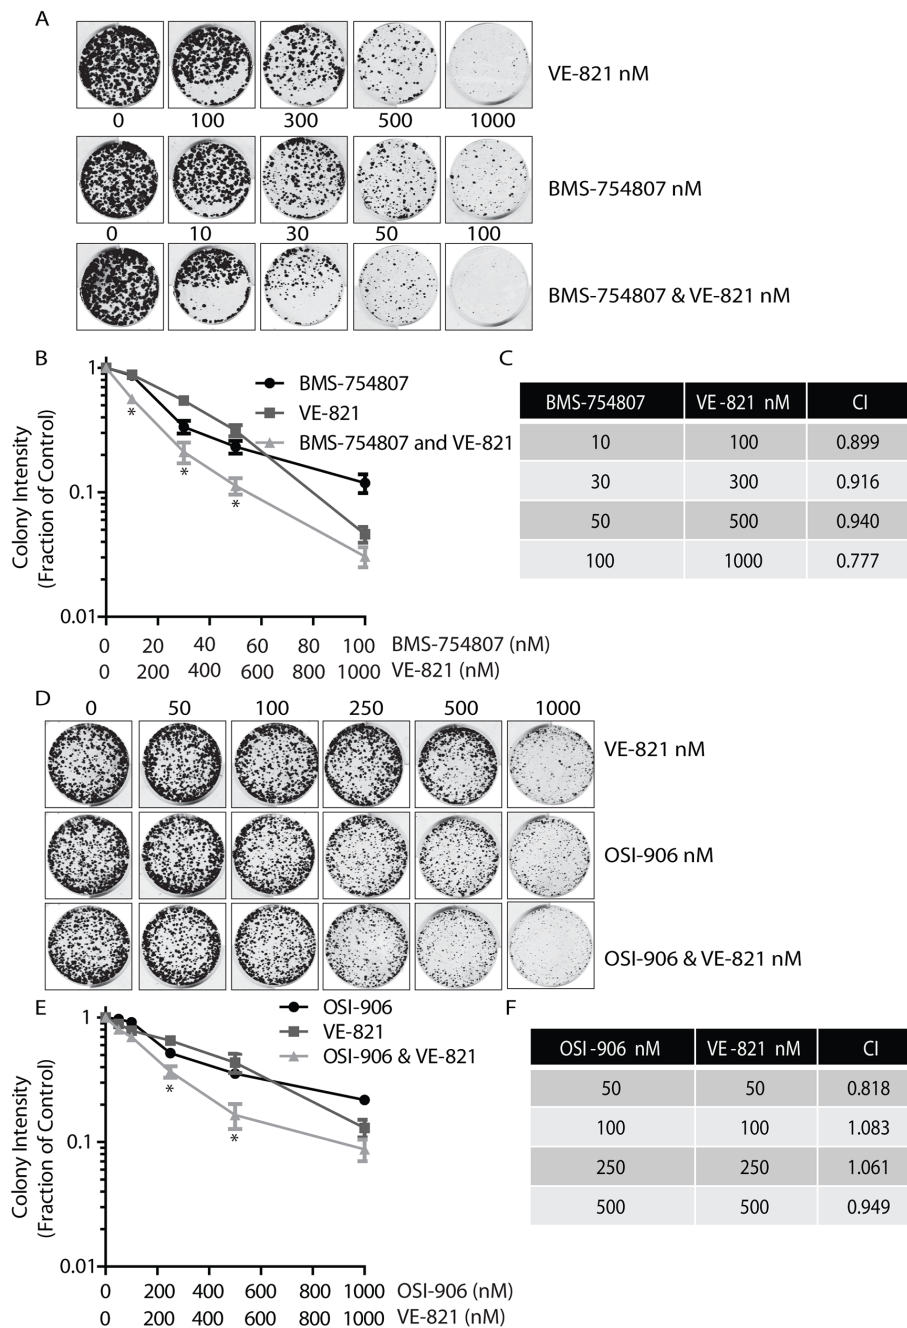 A
VE-821 nM
0 100 300 500 1000
BMS-754807 nM
0 10 30 50 100
BMS-754807 & VE-821 nM
B
1
0.1
0.01
Colony Intensity
(Fraction of Control)
BMS-754807
VE-821
BMS-754807 and VE-821
*
*
*
0 20 40 60 80 100 BMS-754807 (nM)
0 200 400 600 800 1000 VE-821 (nM)
C
BMS-754807 VE-821 nM CI
10 100 0.899
30 300 0.916
50 500 0.940
100 1000 0.777
D
0 50 100 250 500 1000
VE-821 nM
OSI-906 nM
OSI-906 & VE-821 nM
E
1
0.1
0.01
Colony Intensity
(Fraction of Control)
OSI-906
VE-821
OSI-906 & VE-821
*
*
0 200 400 600 800 1000 OSI-906 (nM)
0 200 400 600 800 1000 VE-821 (nM)
F
OSI-906 nM VE-821 nM CI
50 50 0.818
100 100 1.083
250 250 1.061
500 500 0.949